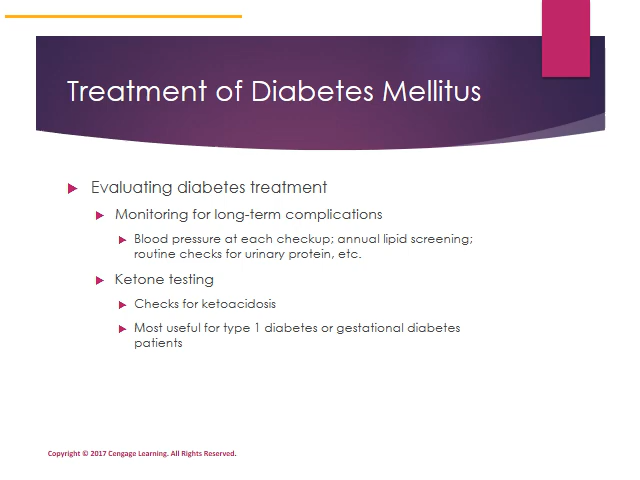 Treatment of Diabetes Mellitus
Evaluating diabetes treatment
Monitoring for long-term complications
Blood pressure at each checkup; annual lipid screening;
routine checks for urinary protein, etc.
Ketone testing
Checks for ketoacidosis
Most useful for type 1 diabetes or gestational diabetes
patients
Copyright © 2017 Cengage Learning. All Rights Reserved.